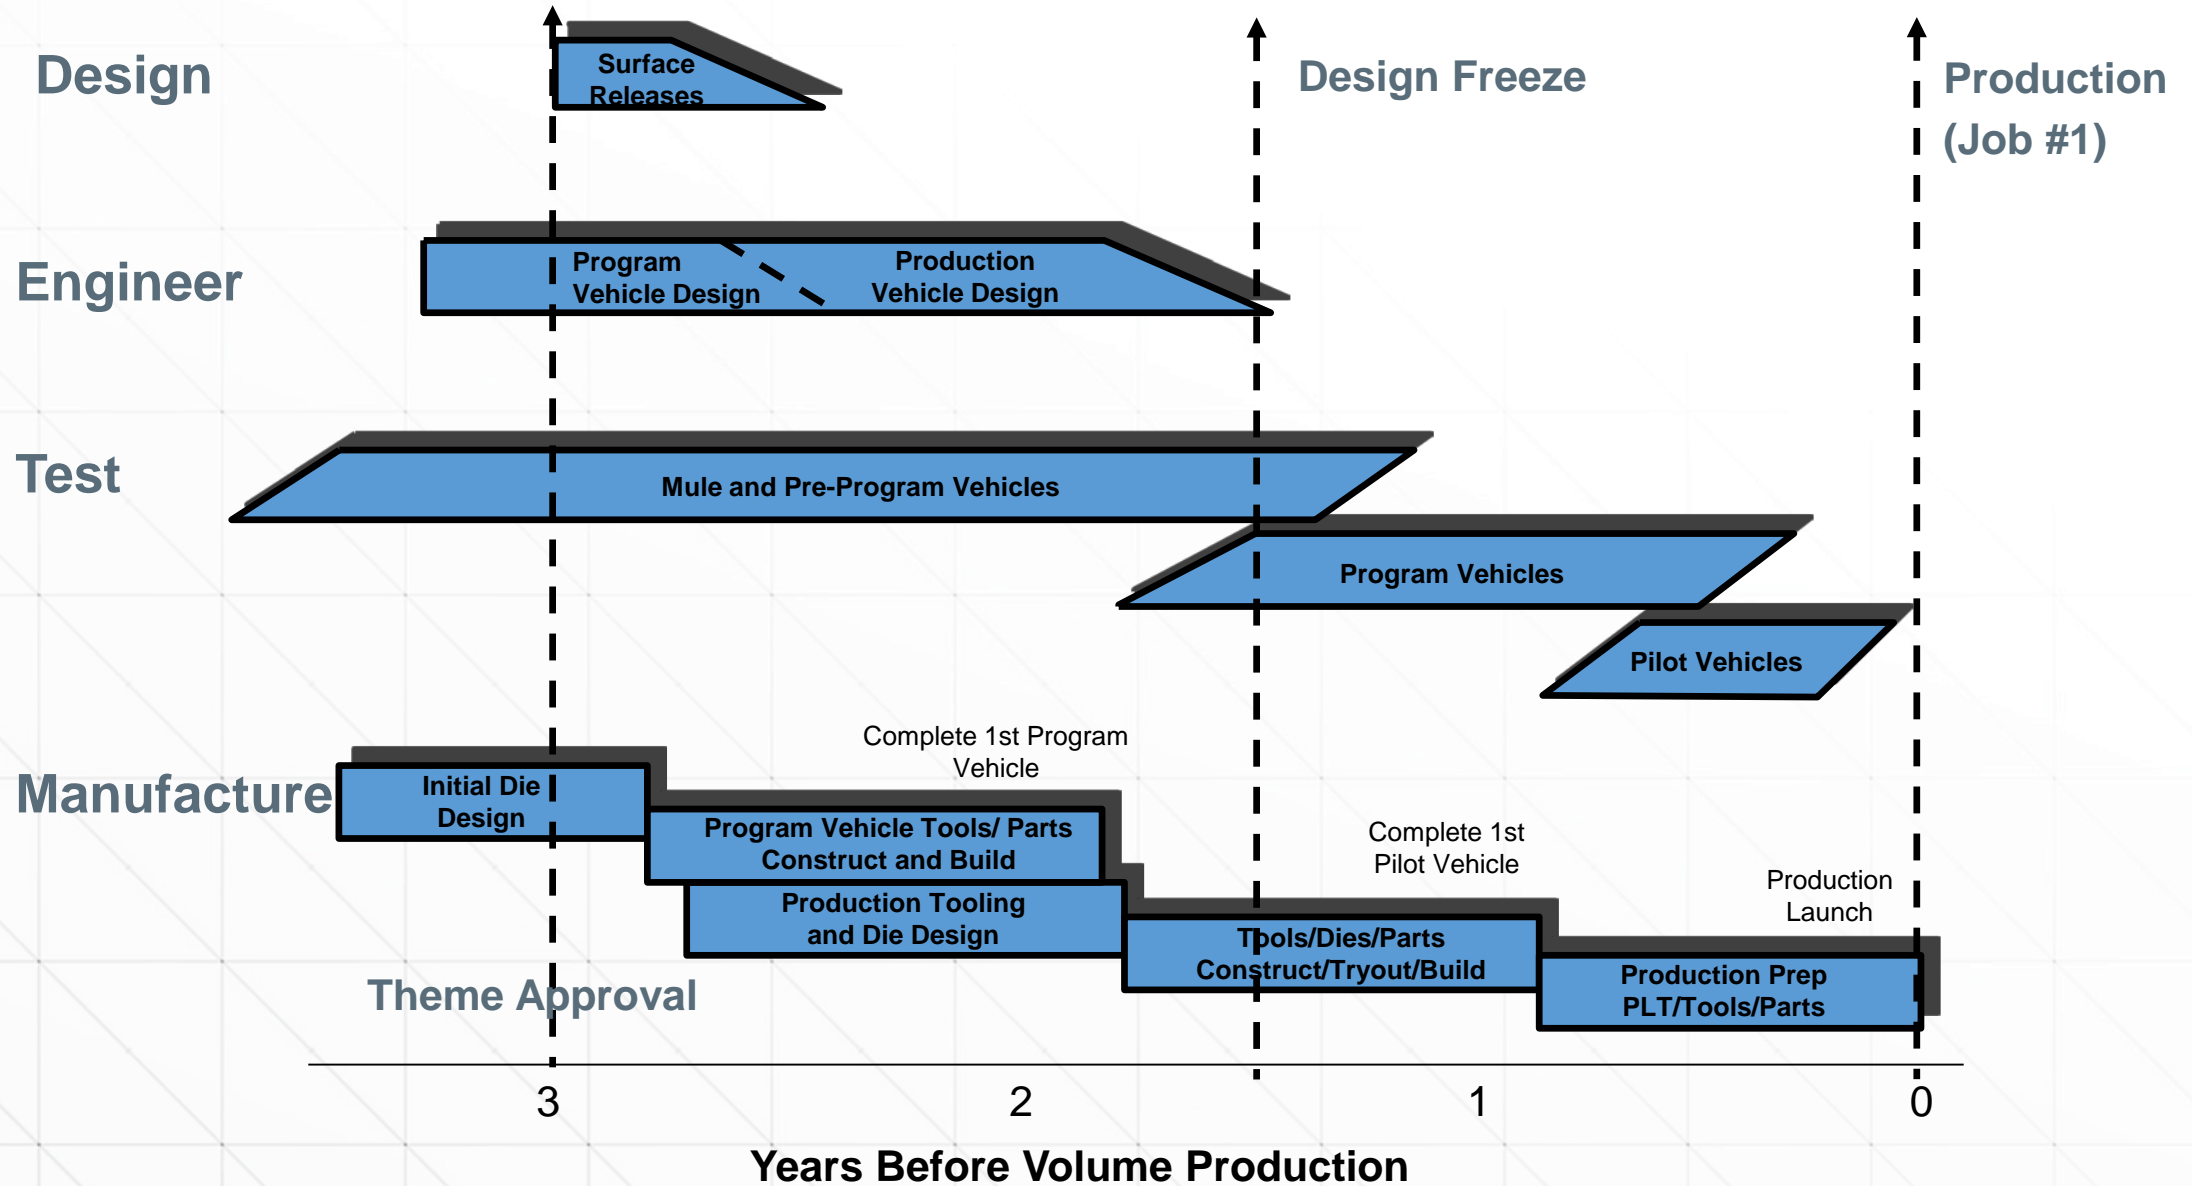 Design
Surface
Releases
Design Freeze
Production
(Job #1)
Engineer
Program
Vehicle Design
Production
Vehicle Design
Test
Mule and Pre-Program Vehicles
Program Vehicles
Pilot Vehicles
Manufacture
Initial Die
Design
Complete 1st Program
Vehicle
Program Vehicle Tools/ Parts
Construct and Build
Production Tooling
and Die Design
Complete 1st
Pilot Vehicle
Tools/Dies/Parts
Construct/Tryout/Build
Production
Launch
Production Prep
PLT/Tools/Parts
Theme Approval
3 2 1 0
Years Before Volume Production